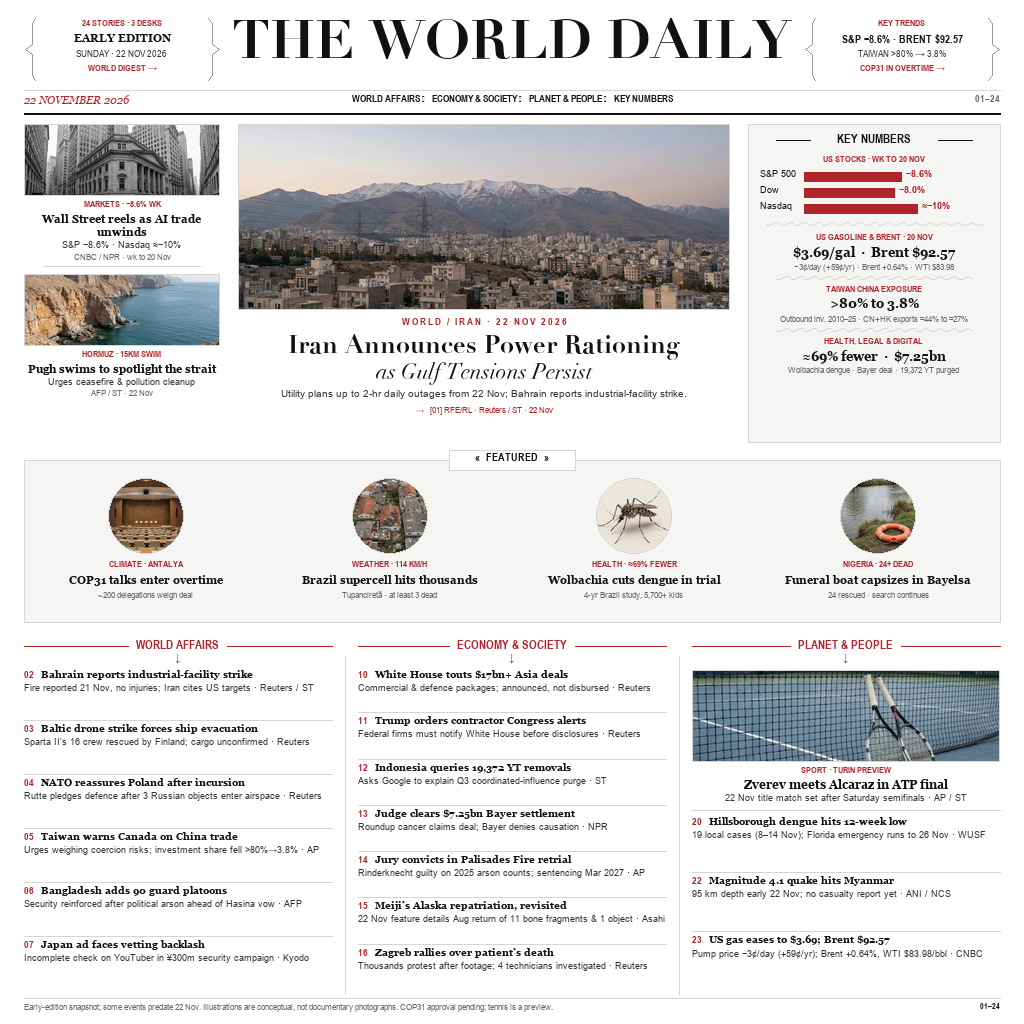 24 STORIES · 3 DESKS
EARLY EDITION
SUNDAY · 22 NOV 2026
WORLD DIGEST →
THE WORLD DAILY
KEY TRENDS
S&P −8.6% · BRENT $92.57
TAIWAN >80% → 3.8%
COP31 IN OVERTIME →
22 NOVEMBER 2026
WORLD AFFAIRS ECONOMY & SOCIETY PLANET & PEOPLE KEY NUMBERS
01–24
MARKETS · −8.6% WK
Wall Street reels as AI trade
unwinds
S&P −8.6% · Nasdaq ≈−10%
CNBC / NPR · wk to 20 Nov
HORMUZ · 15KM SWIM
Pugh swims to spotlight the strait
Urges ceasefire & pollution cleanup
AFP / ST · 22 Nov
WORLD / IRAN · 22 NOV 2026
Iran Announces Power Rationing
as Gulf Tensions Persist
Utility plans up to 2-hr daily outages from 22 Nov; Bahrain reports industrial-facility strike.
→ [01] RFE/RL · Reuters / ST · 22 Nov
KEY NUMBERS
US STOCKS · WK TO 20 NOV
S&P 500 −8.6%
Dow −8.0%
Nasdaq ≈−10%
US GASOLINE & BRENT · 20 NOV
$3.69/gal · Brent $92.57
−3¢/day (+59¢/yr) · Brent +0.64% · WTI $83.98
TAIWAN CHINA EXPOSURE
>80% to 3.8%
Outbound inv. 2010–25 · CN+HK exports ≈44% to ≈27%
HEALTH, LEGAL & DIGITAL
≈69% fewer · $7.25bn
Wolbachia dengue · Bayer deal · 19,372 YT purged
« FEATURED »
CLIMATE · ANTALYA
COP31 talks enter overtime
~200 delegations weigh deal
WEATHER · 114 KM/H
Brazil supercell hits thousands
Tupanciretã · at least 3 dead
HEALTH · ≈69% FEWER
Wolbachia cuts dengue in trial
4-yr Brazil study, 5,700+ kids
NIGERIA · 24+ DEAD
Funeral boat capsizes in Bayelsa
24 rescued · search continues
WORLD AFFAIRS
↓
02 Bahrain reports industrial-facility strike
Fire reported 21 Nov, no injuries; Iran cites US targets · Reuters / ST
03 Baltic drone strike forces ship evacuation
Sparta II's 16 crew rescued by Finland; cargo unconfirmed · Reuters
04 NATO reassures Poland after incursion
Rutte pledges defence after 3 Russian objects enter airspace · Reuters
05 Taiwan warns Canada on China trade
Urges weighing coercion risks; investment share fell >80%→3.8% · AP
06 Bangladesh adds 90 guard platoons
Security reinforced after political arson ahead of Hasina vow · AFP
07 Japan ad faces vetting backlash
Incomplete check on YouTuber in ¥300m security campaign · Kyodo
ECONOMY & SOCIETY
↓
10 White House touts $17bn+ Asia deals
Commercial & defence packages; announced, not disbursed · Reuters
11 Trump orders contractor Congress alerts
Federal firms must notify White House before disclosures · Reuters
12 Indonesia queries 19,372 YT removals
Asks Google to explain Q3 coordinated-influence purge · ST
13 Judge clears $7.25bn Bayer settlement
Roundup cancer claims deal; Bayer denies causation · NPR
14 Jury convicts in Palisades Fire retrial
Rinderknecht guilty on 2025 arson counts; sentencing Mar 2027 · AP
15 Meiji's Alaska repatriation, revisited
22 Nov feature details Aug return of 11 bone fragments & 1 object · Asahi
16 Zagreb rallies over patient's death
Thousands protest after footage; 4 technicians investigated · Reuters
PLANET & PEOPLE
↓
SPORT · TURIN PREVIEW
Zverev meets Alcaraz in ATP final
22 Nov title match set after Saturday semifinals · AP / ST
20 Hillsborough dengue hits 12-week low
19 local cases (8–14 Nov); Florida emergency runs to 26 Nov · WUSF
22 Magnitude 4.1 quake hits Myanmar
95 km depth early 22 Nov; no casualty report yet · ANI / NCS
23 US gas eases to $3.69; Brent $92.57
Pump price −3¢/day (+59¢/yr); Brent +0.64%, WTI $83.98/bbl · CNBC
Early-edition snapshot; some events predate 22 Nov. Illustrations are conceptual, not documentary photographs. COP31 approval pending; tennis is a preview.
01–24